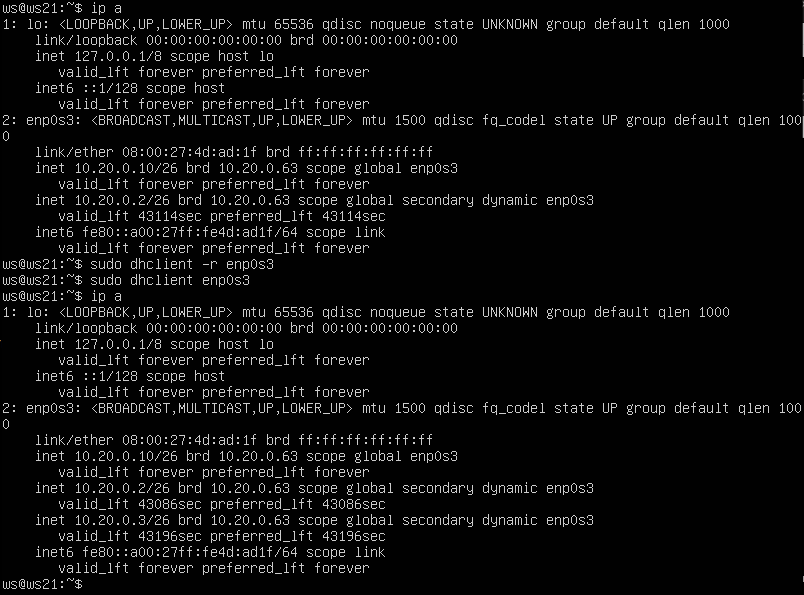 ws@ws21:~$ ip a
1: lo: <LOOPBACK,UP,LOWER_UP> mtu 65536 qdisc noqueue state UNKNOWN group default qlen 1000
    link/loopback 00:00:00:00:00:00 brd 00:00:00:00:00:00
    inet 127.0.0.1/8 scope host lo
       valid_lft forever preferred_lft forever
    inet6 ::1/128 scope host
       valid_lft forever preferred_lft forever
2: enp0s3: <BROADCAST,MULTICAST,UP,LOWER_UP> mtu 1500 qdisc fq_codel state UP group default qlen 100
0
    link/ether 08:00:27:4d:ad:1f brd ff:ff:ff:ff:ff:ff
    inet 10.20.0.10/26 brd 10.20.0.63 scope global enp0s3
       valid_lft forever preferred_lft forever
    inet 10.20.0.2/26 brd 10.20.0.63 scope global secondary dynamic enp0s3
       valid_lft 43114sec preferred_lft 43114sec
    inet6 fe80::a00:27ff:fe4d:ad1f/64 scope link
       valid_lft forever preferred_lft forever
ws@ws21:~$ sudo dhclient -r enp0s3
ws@ws21:~$ sudo dhclient enp0s3
ws@ws21:~$ ip a
1: lo: <LOOPBACK,UP,LOWER_UP> mtu 65536 qdisc noqueue state UNKNOWN group default qlen 1000
    link/loopback 00:00:00:00:00:00 brd 00:00:00:00:00:00
    inet 127.0.0.1/8 scope host lo
       valid_lft forever preferred_lft forever
    inet6 ::1/128 scope host
       valid_lft forever preferred_lft forever
2: enp0s3: <BROADCAST,MULTICAST,UP,LOWER_UP> mtu 1500 qdisc fq_codel state UP group default qlen 100
0
    link/ether 08:00:27:4d:ad:1f brd ff:ff:ff:ff:ff:ff
    inet 10.20.0.10/26 brd 10.20.0.63 scope global enp0s3
       valid_lft forever preferred_lft forever
    inet 10.20.0.2/26 brd 10.20.0.63 scope global secondary dynamic enp0s3
       valid_lft 43086sec preferred_lft 43086sec
    inet 10.20.0.3/26 brd 10.20.0.63 scope global secondary dynamic enp0s3
       valid_lft 43196sec preferred_lft 43196sec
    inet6 fe80::a00:27ff:fe4d:ad1f/64 scope link
       valid_lft forever preferred_lft forever
ws@ws21:~$